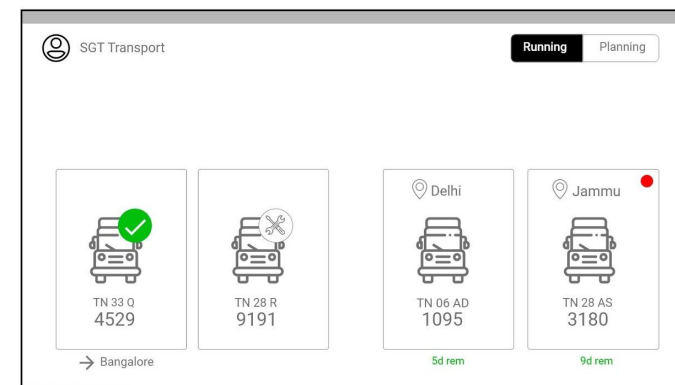 SGT Transport
Running Planning
Delhi
Jammu
TN 33 Q
4529
TN 28 R
9191
TN 06 AD
1095
TN 28 AS
3180
Bangalore
5d rem
9d rem